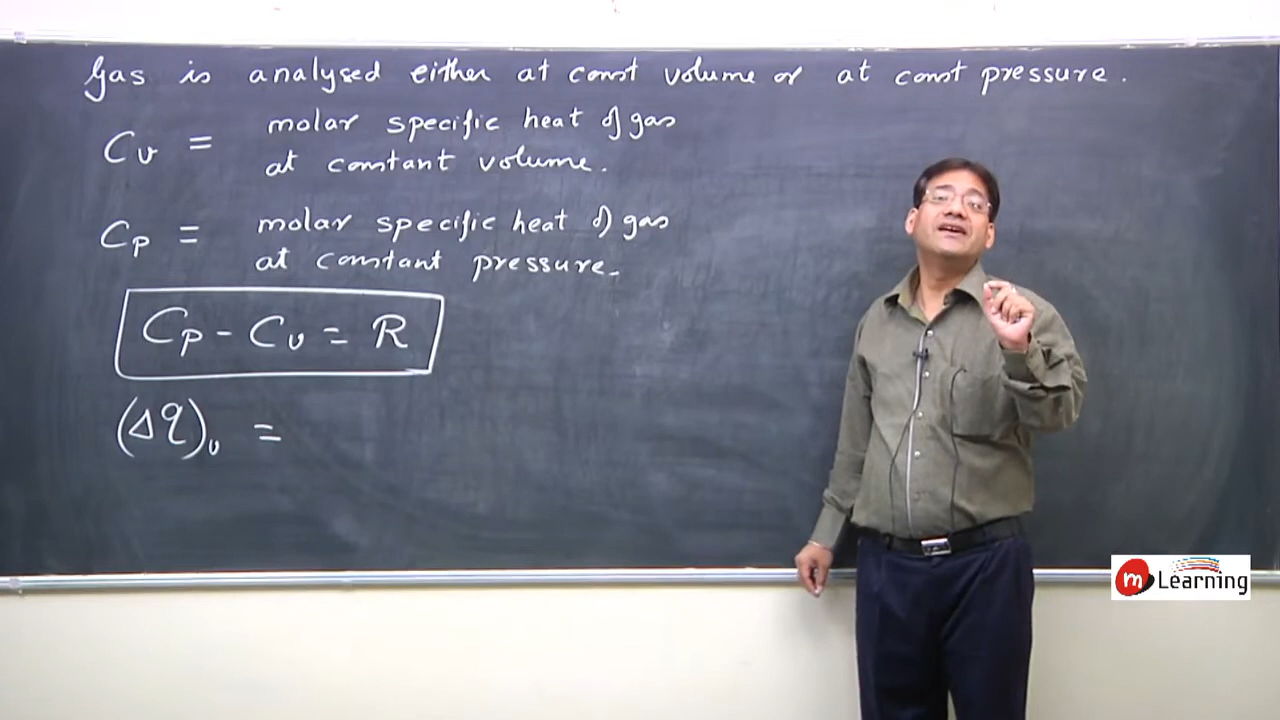 Gas is analysed either at const volume or at const pressure.
Cv = molar specific heat of gas
at constant volume.
Cp = molar specific heat of gas
at constant pressure.
Cp - Cv = R
(Δq)v =
m Learning